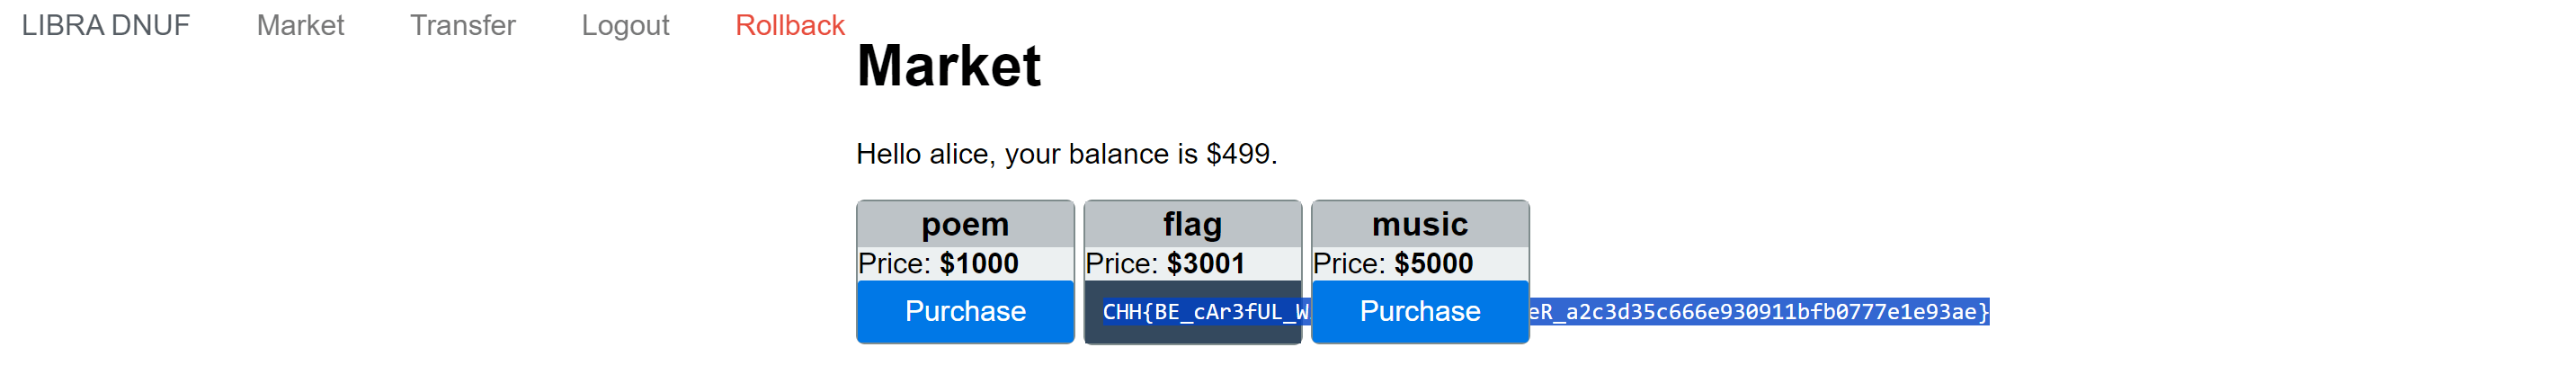 LIBRA DNUF Market Transfer Logout Rollback
Market
Hello alice, your balance is $499.
poem flag music
Price: $1000 Price: $3001 Price: $5000
Purchase CHH{BE_cAr3fUL_W Purchase eR_a2c3d35c666e930911bfb0777e1e93ae}